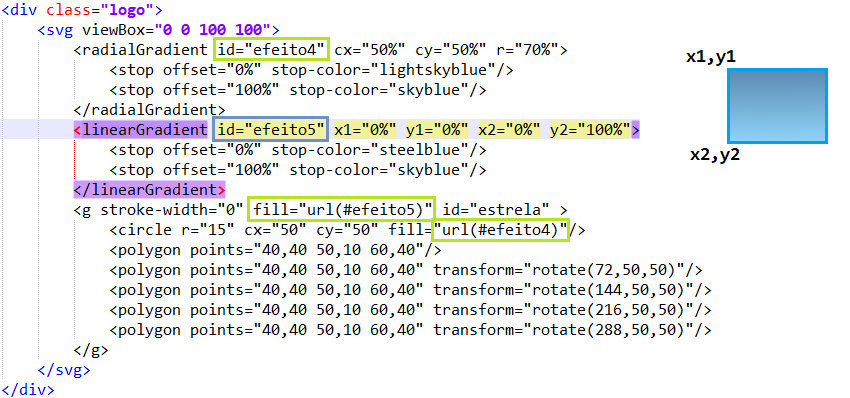 <div class="logo">
<svg viewBox="0 0 100 100">
<radialGradient id="efeito4" cx="50%" cy="50%" r="70%">
<stop offset="0%" stop-color="lightskyblue"/>
<stop offset="100%" stop-color="skyblue"/>
</radialGradient>
<linearGradient id="efeito5" x1="0%" y1="0%" x2="0%" y2="100%">
<stop offset="0%" stop-color="steelblue"/>
<stop offset="100%" stop-color="skyblue"/>
</linearGradient>
<g stroke-width="0" fill="url(#efeito5)" id="estrela" >
<circle r="15" cx="50" cy="50" fill="url(#efeito4)"/>
<polygon points="40,40 50,10 60,40"/>
<polygon points="40,40 50,10 60,40" transform="rotate(72,50,50)"/>
<polygon points="40,40 50,10 60,40" transform="rotate(144,50,50)"/>
<polygon points="40,40 50,10 60,40" transform="rotate(216,50,50)"/>
<polygon points="40,40 50,10 60,40" transform="rotate(288,50,50)"/>
</g>
</svg>
</div>
x1,y1
x2,y2